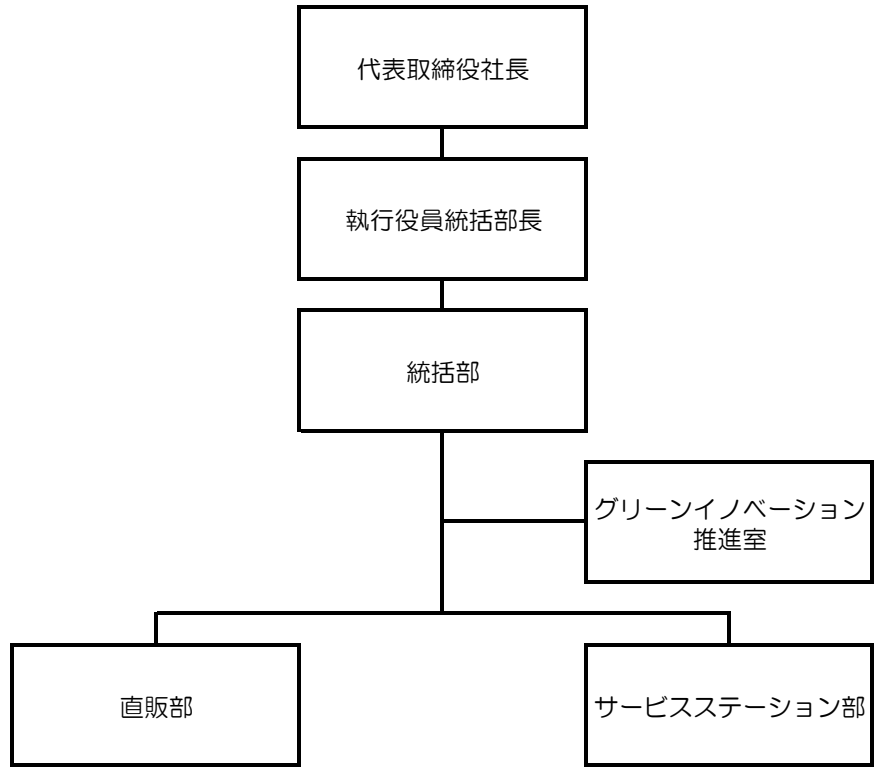 代表取締役社長
執行役員統括部長
統括部
グリーンイノベーション
推進室
直販部
サービスステーション部